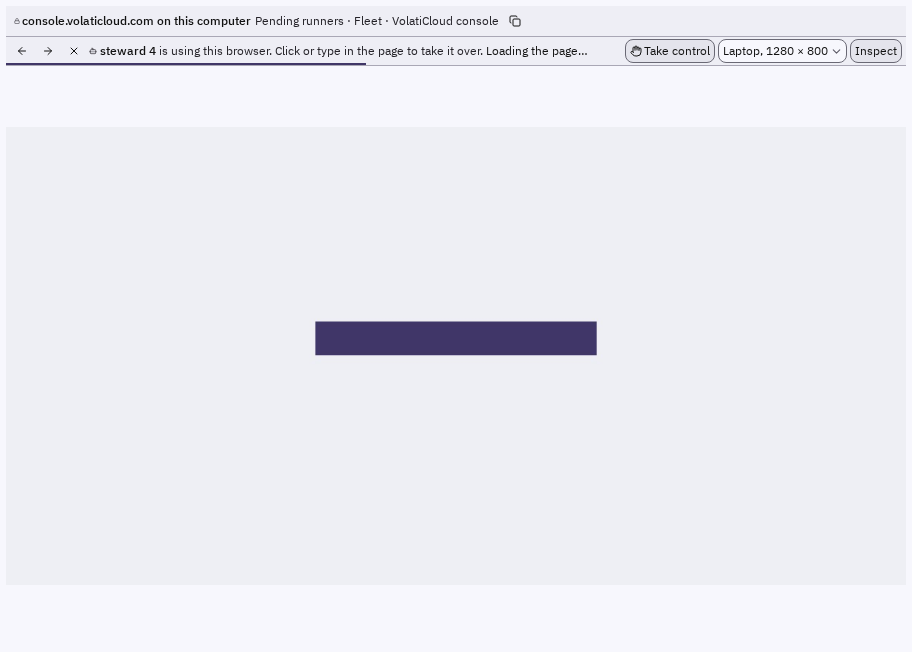 console.volaticloud.com on this computer Pending runners · Fleet · VolatiCloud console
steward 4 is using this browser. Click or type in the page to take it over. Loading the page… Take control Laptop, 1280 × 800 Inspect